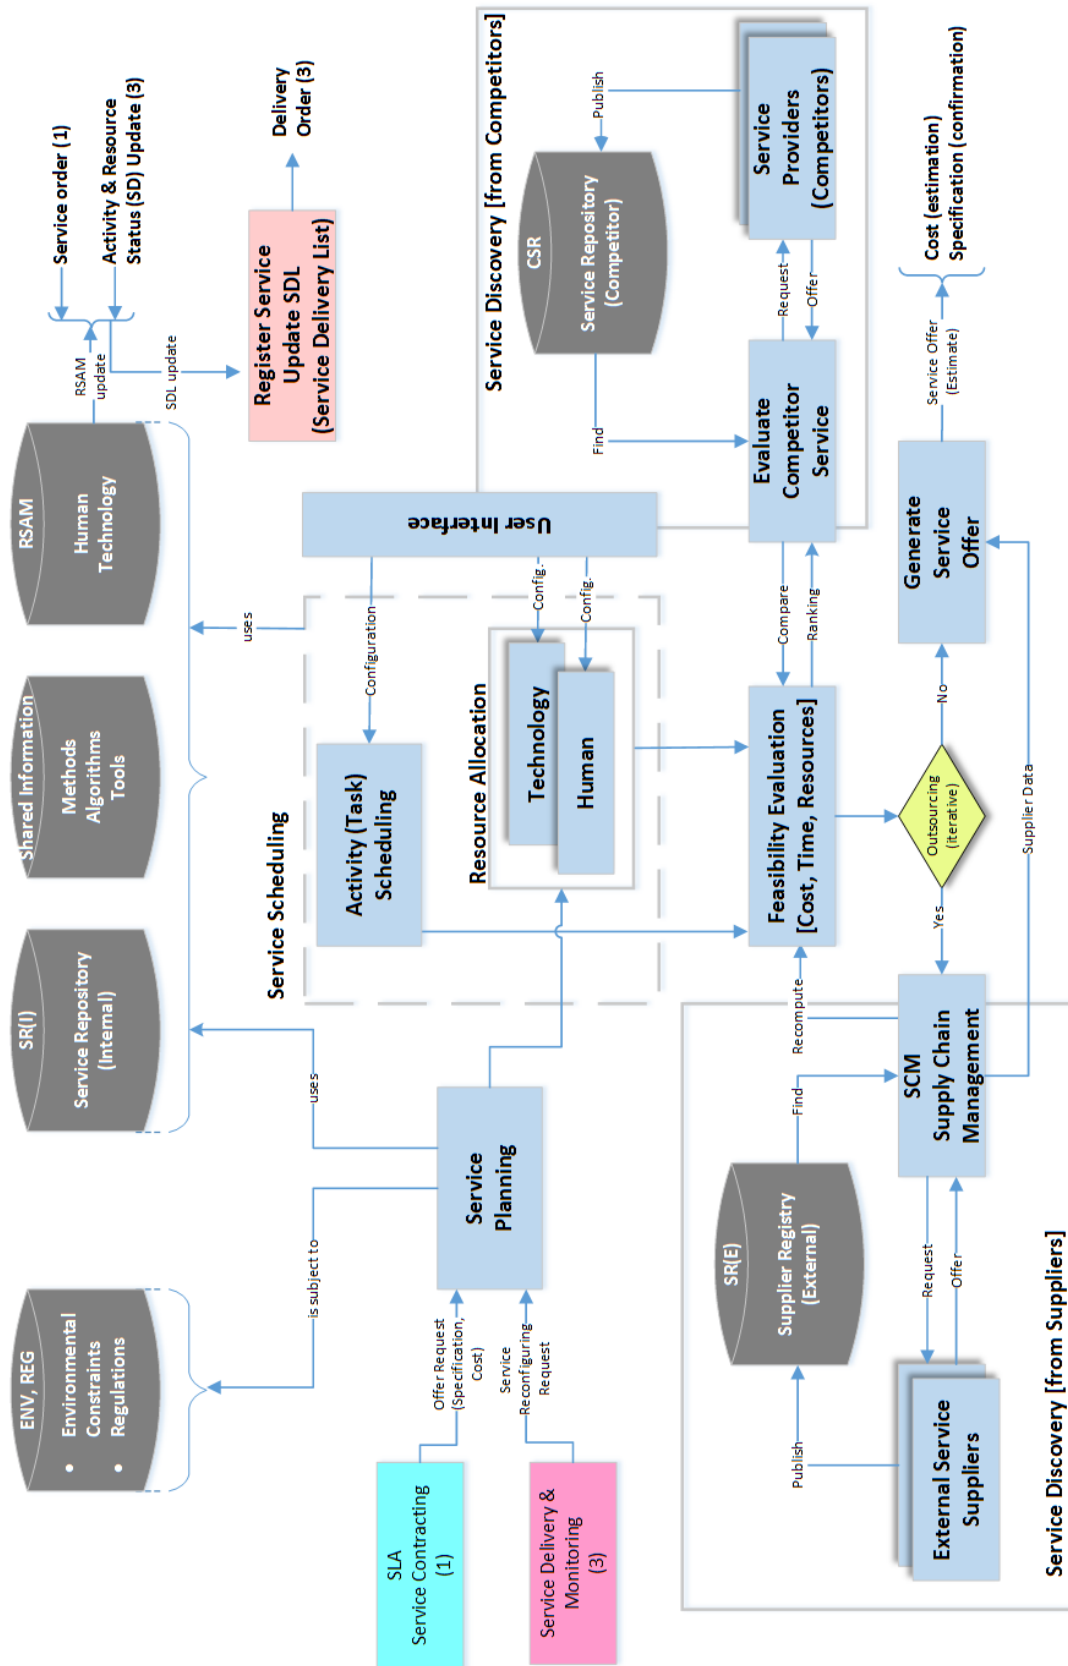 ENV, REG
• Environmental
Constraints
• Regulations
SR(I)
Service Repository
(Internal)
Shared Information
Methods
Algorithms
Tools
RSAM
Human
Technology
RSAM
update
Service order (1)
Activity & Resource
Status (SD) Update (3)
SDL update
Register Service
Update SDL
(Service Delivery List)
Delivery
Order (3)
is subject to
uses
uses
SLA
Service Contracting
(1)
Offer Request
(Specification,
Cost)
Service Delivery &
Monitoring
(3)
Service
Reconfiguring
Request
Service
Planning
Service Scheduling
Activity (Task)
Scheduling
Configuration
Resource Allocation
Technology
Human
Config.
Config.
User Interface
Service Discovery [from Competitors]
CSR
Service Repository
(Competitor)
Publish
Find
Service
Providers
(Competitors)
Request
Offer
Evaluate
Competitor
Service
Compare
Ranking
Feasibility Evaluation
[Cost, Time, Resources]
Recompute
Outsourcing
(iterative)
Yes
No
Generate
Service
Offer
Service Offer
(Estimate)
Cost (estimation)
Specification (confirmation)
Supplier Data
SCM
Supply Chain
Management
Find
SR(E)
Supplier Registry
(External)
Publish
Request
Offer
External Service
Suppliers
Service Discovery [from Suppliers]